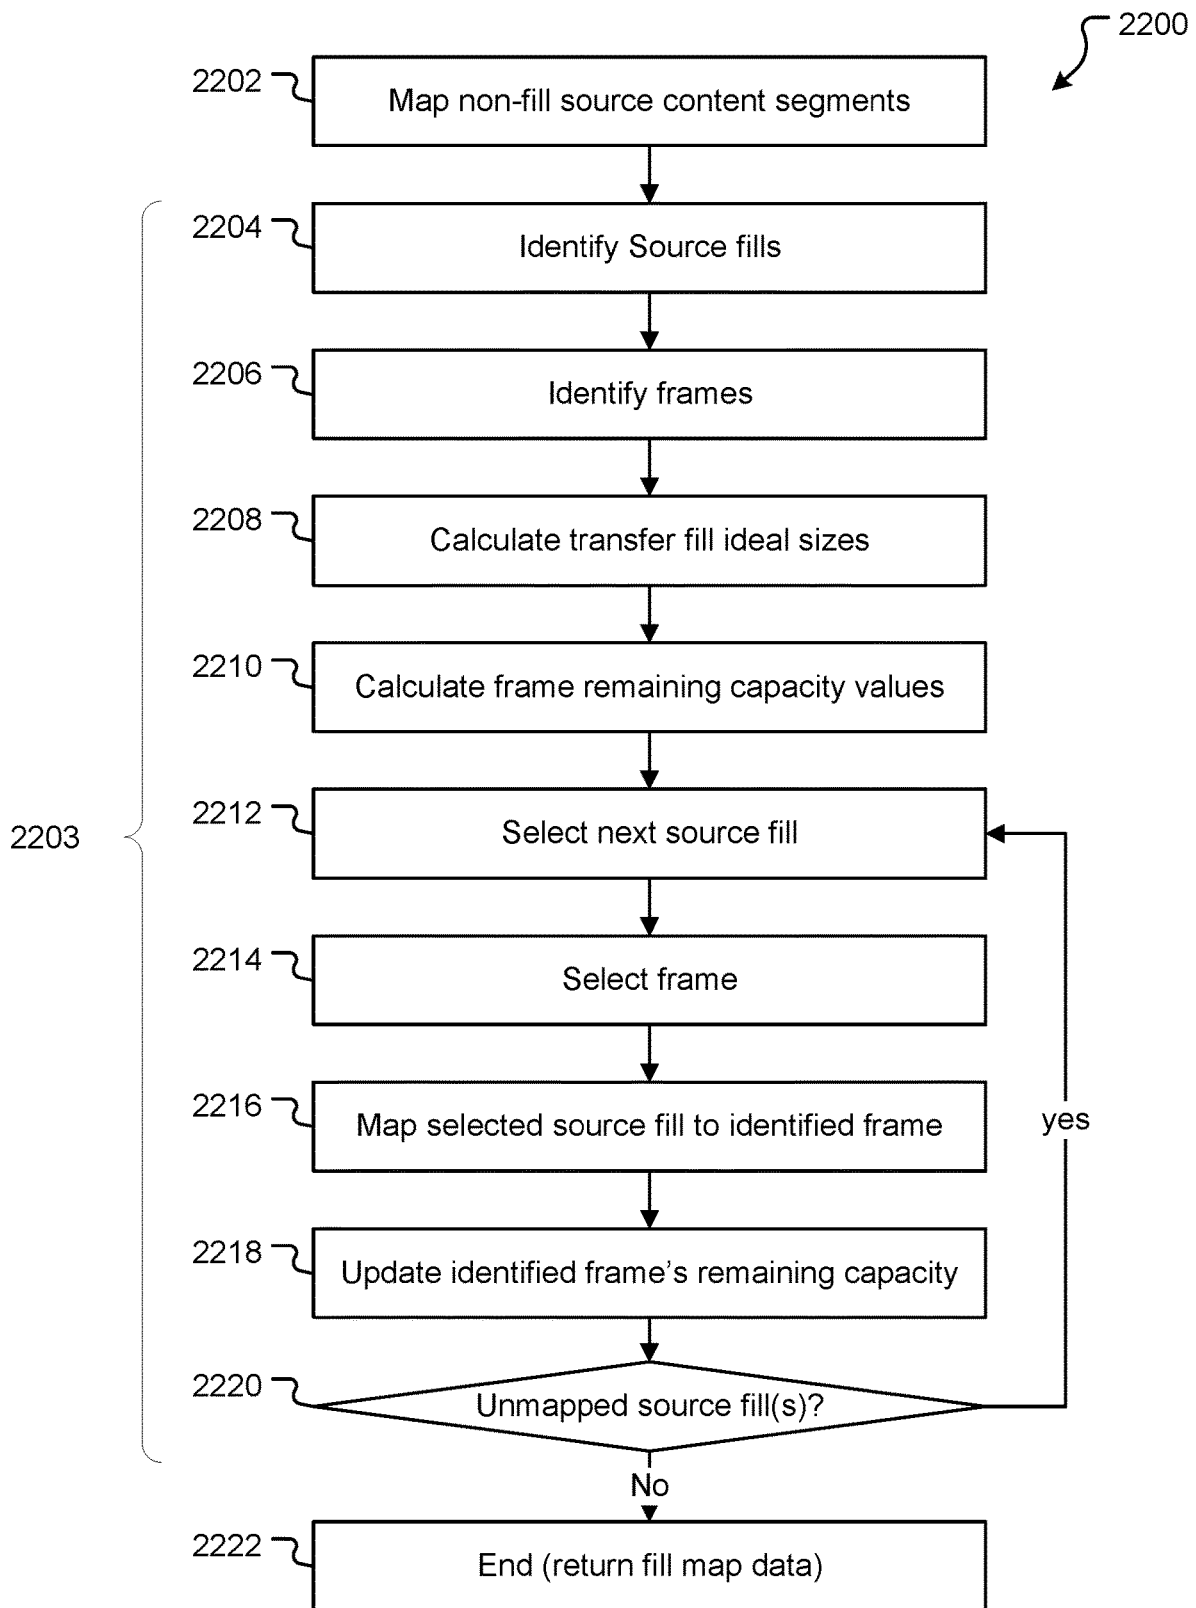 2200
2202
Map non-fill source content segments
2204
Identify Source fills
2206
Identify frames
2208
Calculate transfer fill ideal sizes
2210
Calculate frame remaining capacity values
2212
Select next source fill
2203
2214
Select frame
2216
Map selected source fill to identified frame
yes
2218
Update identified frame's remaining capacity
2220
Unmapped source fill(s)?
No
2222
End (return fill map data)